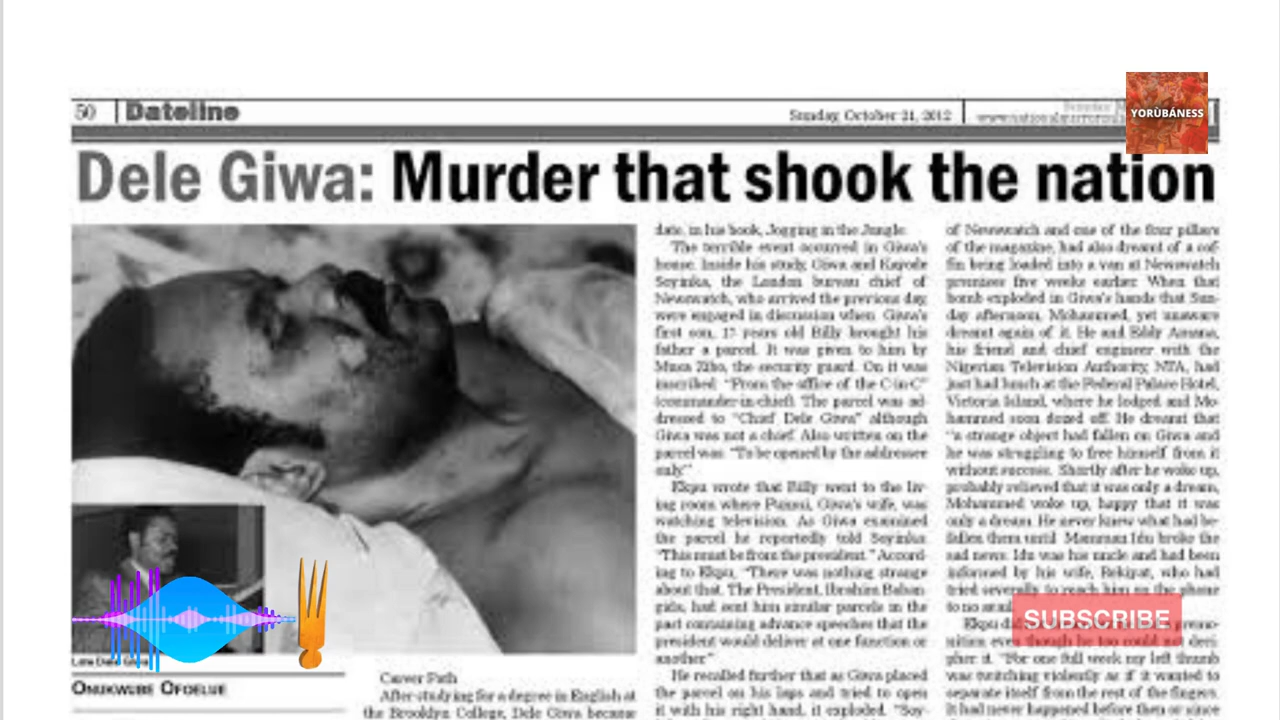 50
Dateline
Sunday, October 21, 2012
YORÙBÁNESS
Dele Giwa: Murder that shook the nation
Late Dele Giwa
ONUKWUBE OFOELUE
Career Path
After studying for a degree in English at
the Brooklyn College, Dele Giwa became
date, in his book, Jogging in the Jungle.
The terrible event occurred in Giwa's
house. Inside his study, Giwa and Kayode
Soyinka, the London bureau chief of
Newswatch, who arrived the previous day,
were engaged in discussion when Giwa's
first son, 17 years old Billy brought his
father a parcel. It was given to him by
Musa Zibo, the security guard. On it was
inscribed: "From the office of the C-in-C"
(commander-in-chief). The parcel was ad-
dressed to "Chief Dele Giwa" although
Giwa was not a chief. Also written on the
parcel was: "To be opened by the addressee
only."
Ekpu wrote that Billy went to the liv-
ing room where Funmi, Giwa's wife, was
watching television. As Giwa examined
the parcel he reportedly told Soyinka:
"This must be from the president." Accord-
ing to Ekpu, "There was nothing strange
about that. The President, Ibrahim Baban-
gida, had sent him similar parcels in the
past containing advance speeches that the
president would deliver at one function or
another."
He recalled further that as Giwa placed
the parcel on his laps and tried to open
it with his right hand, it exploded. "Soy-
of Newswatch and one of the four pillars
of the magazine, had also dreamt of a cof-
fin being loaded into a van at Newswatch
premises five weeks earlier. When that
bomb exploded in Giwa's hands that Sun-
day afternoon, Mohammed, yet unaware
dreamt again of it. He and Eddy Amana,
his friend and chief engineer with the
Nigerian Television Authority, NTA, had
just had lunch at the Federal Palace Hotel,
Victoria Island, where he lodged and Mo-
hammed soon dozed off. He dreamt that
"a strange object had fallen on Giwa and
he was struggling to free himself from it
without success. Shortly after he woke up,
probably relieved that it was only a dream,
Mohammed woke up, happy that it was
only a dream. He never knew what had be-
fallen them until Mamman Idu broke the
sad news. Idu was his uncle and had been
informed by his wife, Rekiyat, who had
tried severally to reach him on the phone
to no
SUBSCRIBE
Ekpu
even though he too could not deci-
pher it. "For one full week my left thumb
was twitching violently as if it wanted to
separate itself from the rest of the fingers.
It had never happened before then or since